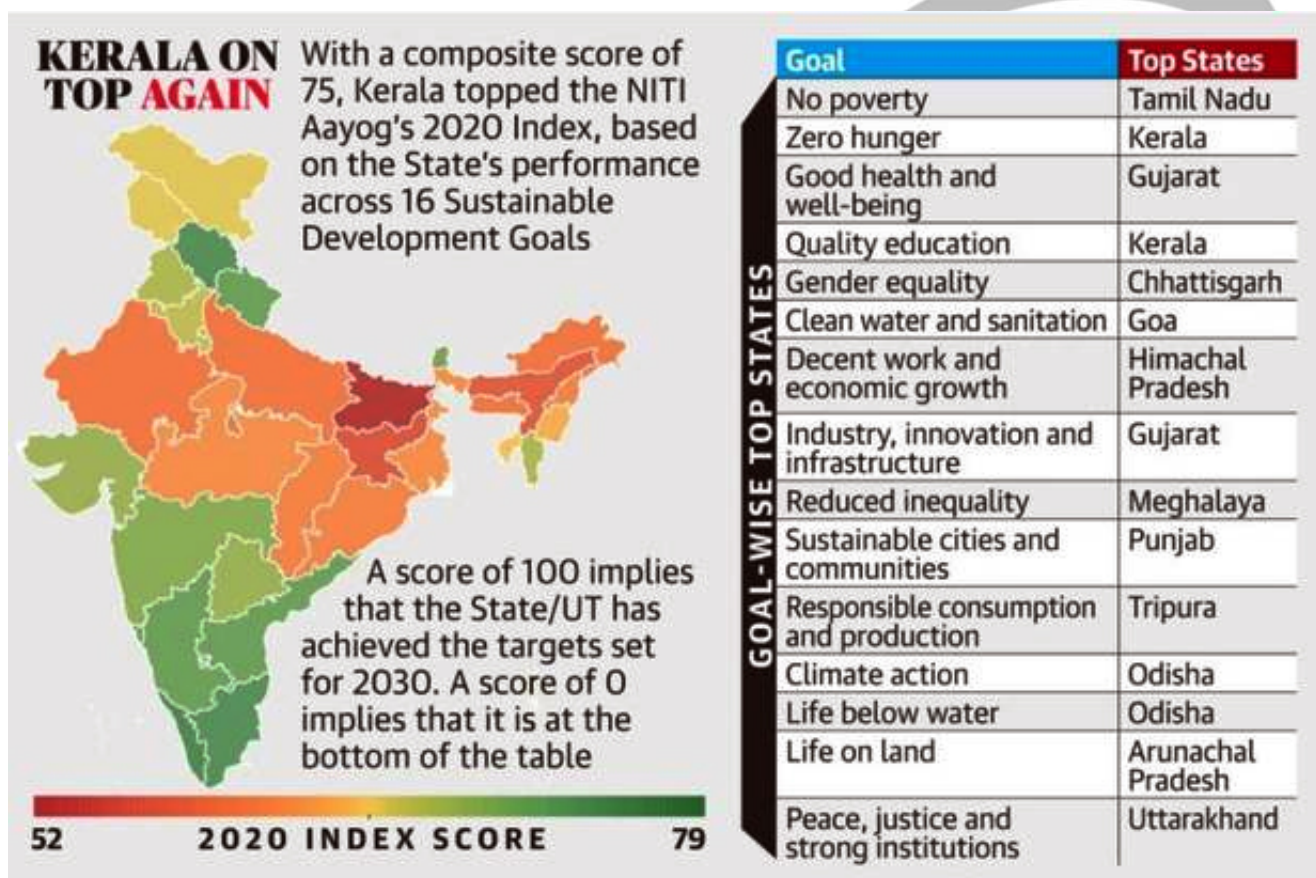 KERALA ON
TOP AGAIN
With a composite score of
75, Kerala topped the NITI
Aayog's 2020 Index, based
on the State's performance
across 16 Sustainable
Development Goals
A score of 100 implies
that the State/UT has
achieved the targets set
for 2030. A score of 0
implies that it is at the
bottom of the table
52 2020 INDEX SCORE 79
GOAL-WISE TOP STATES
Goal Top States
No poverty Tamil Nadu
Zero hunger Kerala
Good health and Gujarat
well-being
Quality education Kerala
Gender equality Chhattisgarh
Clean water and sanitation Goa
Decent work and Himachal
economic growth Pradesh
Industry, innovation and Gujarat
infrastructure
Reduced inequality Meghalaya
Sustainable cities and Punjab
communities
Responsible consumption Tripura
and production
Climate action Odisha
Life below water Odisha
Life on land Arunachal
Pradesh
Peace, justice and Uttarakhand
strong institutions